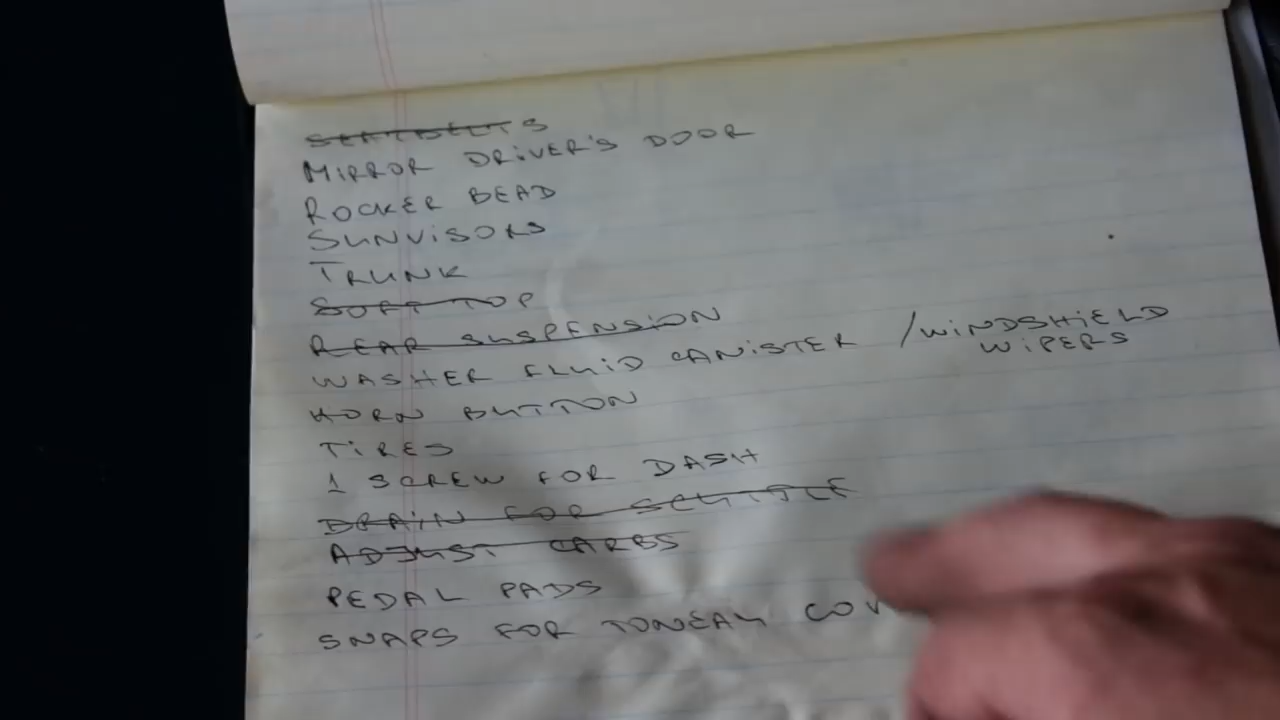 SEATBELTS
MIRROR DRIVER'S DOOR
ROCKER BEAD
SUNVISORS
TRUNK
SOFT TOP
REAR SUSPENSION
WASHER FLUID CANISTER /WINDSHIELD
WIPERS
HORN BUTTON
TIRES
1 SCREW FOR DASH
DRAIN FOR
ADJUST CARBS
PEDAL PADS
SNAPS FOR TONEAU COV